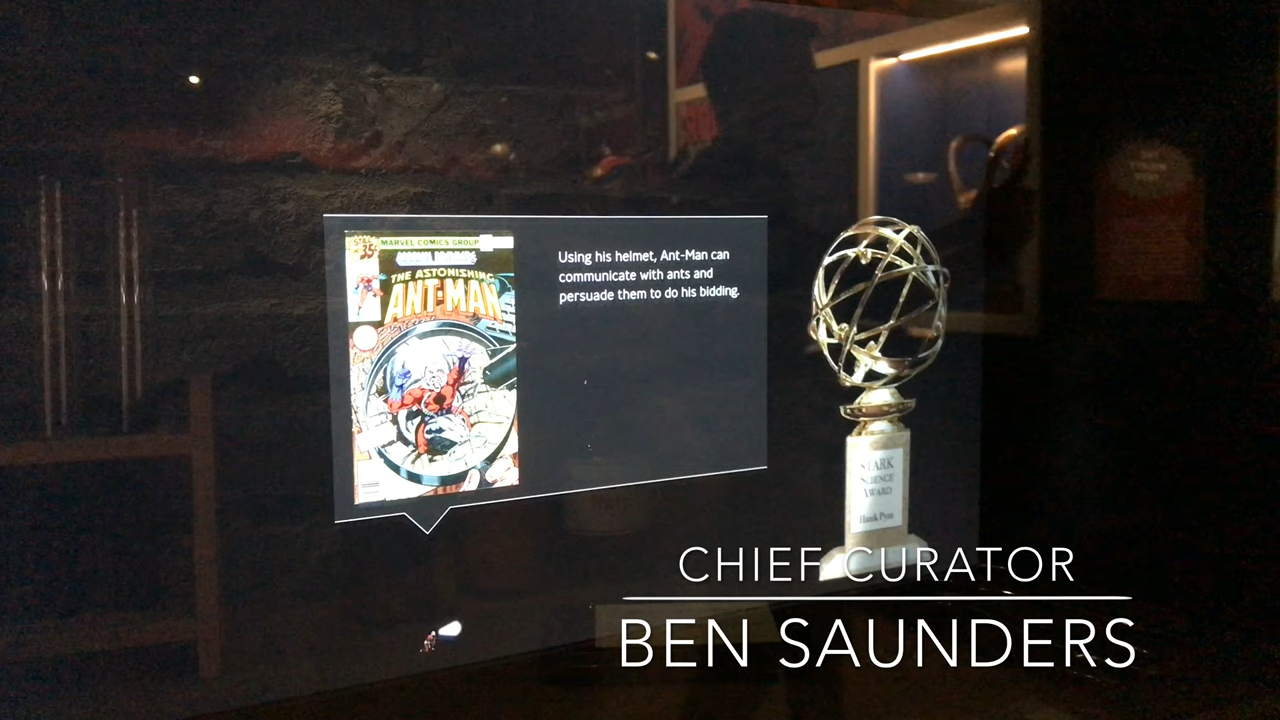 35¢
MARVEL COMICS GROUP
THE ASTONISHING
ANT-MAN
Using his helmet, Ant-Man can
communicate with ants and
persuade them to do his bidding.
STARK
SCIENCE
AWARD
Hank Pym
CHIEF CURATOR
BEN SAUNDERS